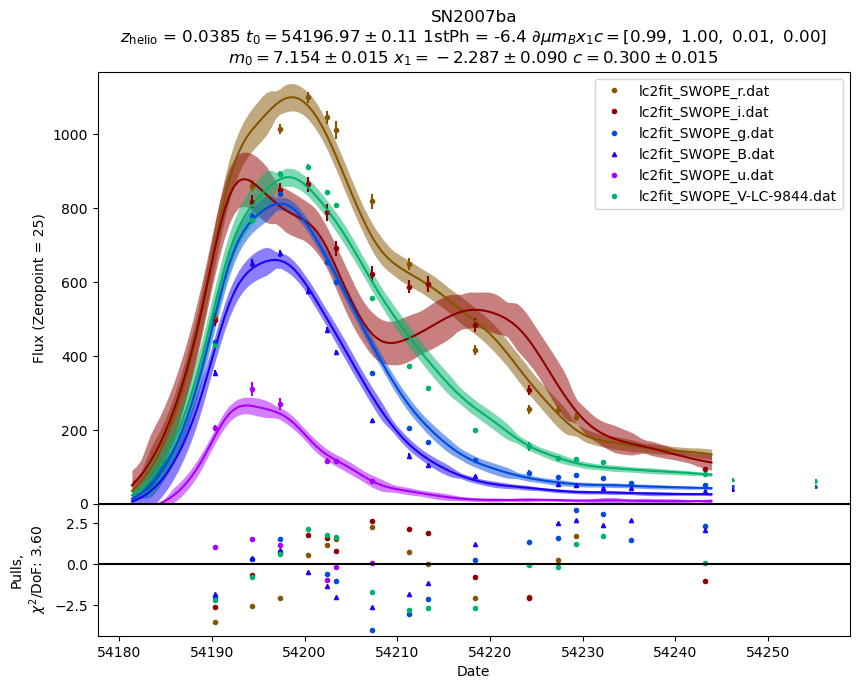 SN2007ba
z_helio = 0.0385 t_0 = 54196.97 ± 0.11 1stPh = -6.4 ∂μm_Bx_1c = [0.99, 1.00, 0.01, 0.00]
m_0 = 7.154 ± 0.015 x_1 = −2.287 ± 0.090 c = 0.300 ± 0.015
lc2fit_SWOPE_r.dat
lc2fit_SWOPE_i.dat
lc2fit_SWOPE_g.dat
lc2fit_SWOPE_B.dat
lc2fit_SWOPE_u.dat
lc2fit_SWOPE_V-LC-9844.dat
Flux (Zeropoint = 25)
1000
800
600
400
200
0
Pulls,
χ²/DoF: 3.60
2.5
0.0
−2.5
54180 54190 54200 54210 54220 54230 54240 54250
Date